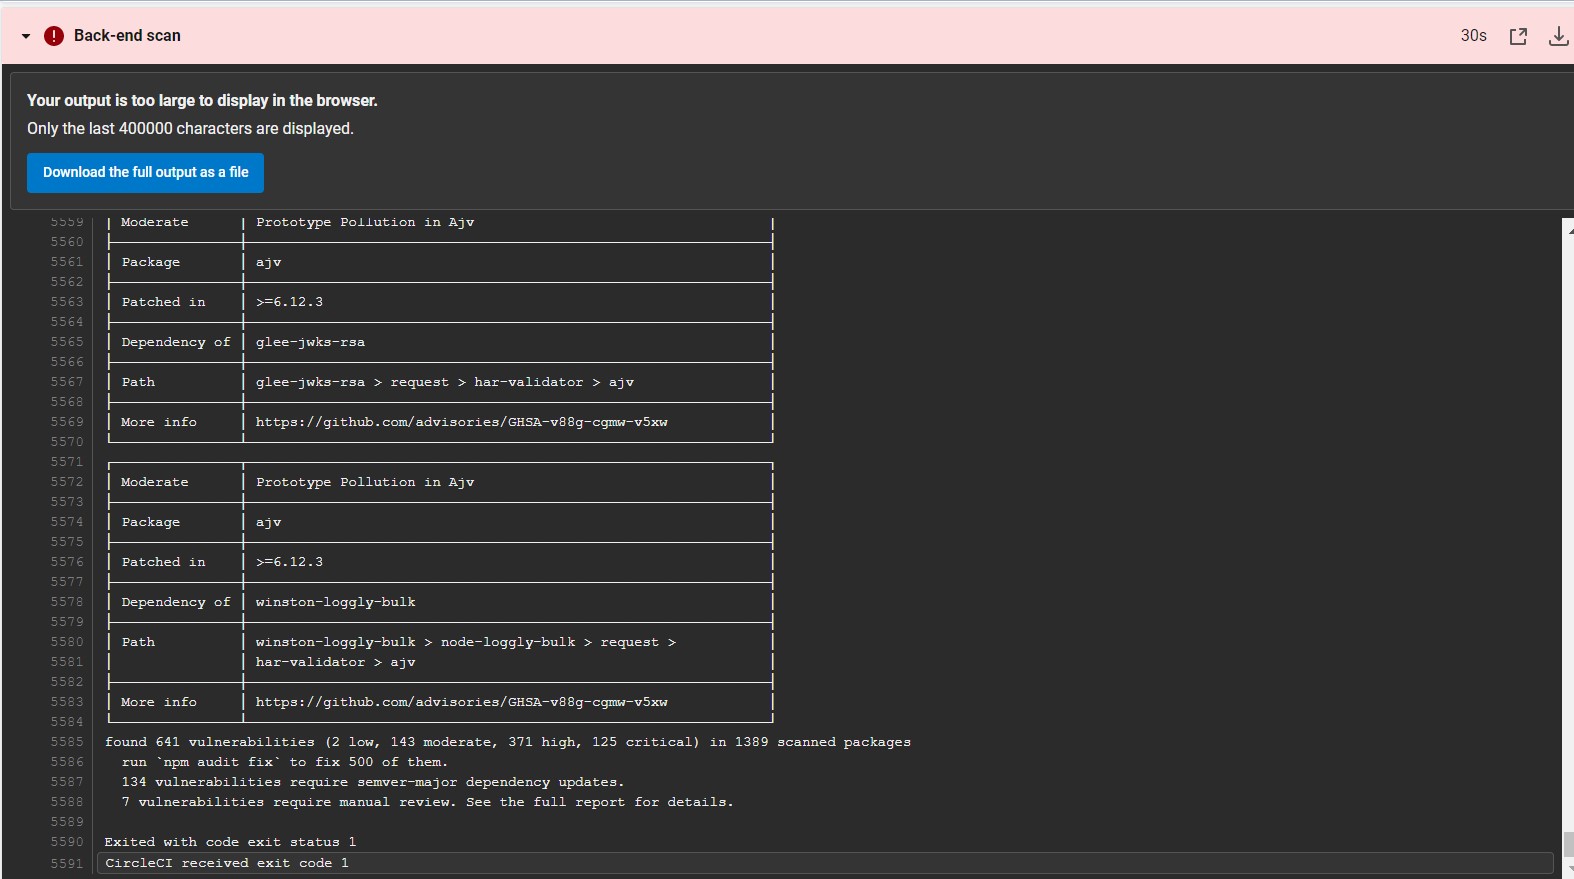 Back-end scan
30s
Your output is too large to display in the browser.
Only the last 400000 characters are displayed.
Download the full output as a file
5559 | Moderate | Prototype Pollution in Ajv |
5560
5561 | Package | ajv |
5562
5563 | Patched in | >=6.12.3 |
5564
5565 | Dependency of | glee-jwks-rsa |
5566
5567 | Path | glee-jwks-rsa > request > har-validator > ajv |
5568
5569 | More info | https://github.com/advisories/GHSA-v88g-cgmw-v5xw |
5570
5571
5572 | Moderate | Prototype Pollution in Ajv |
5573
5574 | Package | ajv |
5575
5576 | Patched in | >=6.12.3 |
5577
5578 | Dependency of | winston-loggly-bulk |
5579
5580 | Path | winston-loggly-bulk > node-loggly-bulk > request > |
5581 | | har-validator > ajv |
5582
5583 | More info | https://github.com/advisories/GHSA-v88g-cgmw-v5xw |
5584
5585 found 641 vulnerabilities (2 low, 143 moderate, 371 high, 125 critical) in 1389 scanned packages
5586 run `npm audit fix` to fix 500 of them.
5587 134 vulnerabilities require semver-major dependency updates.
5588 7 vulnerabilities require manual review. See the full report for details.
5589
5590 Exited with code exit status 1
5591 CircleCI received exit code 1